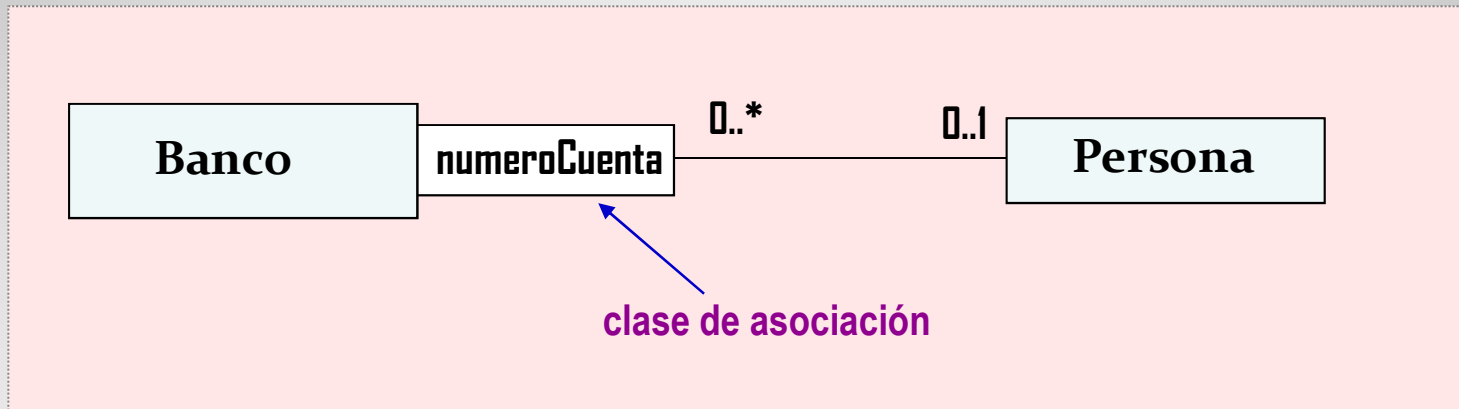 Banco
numeroCuenta
0..*
0..1
Persona
clase de asociación